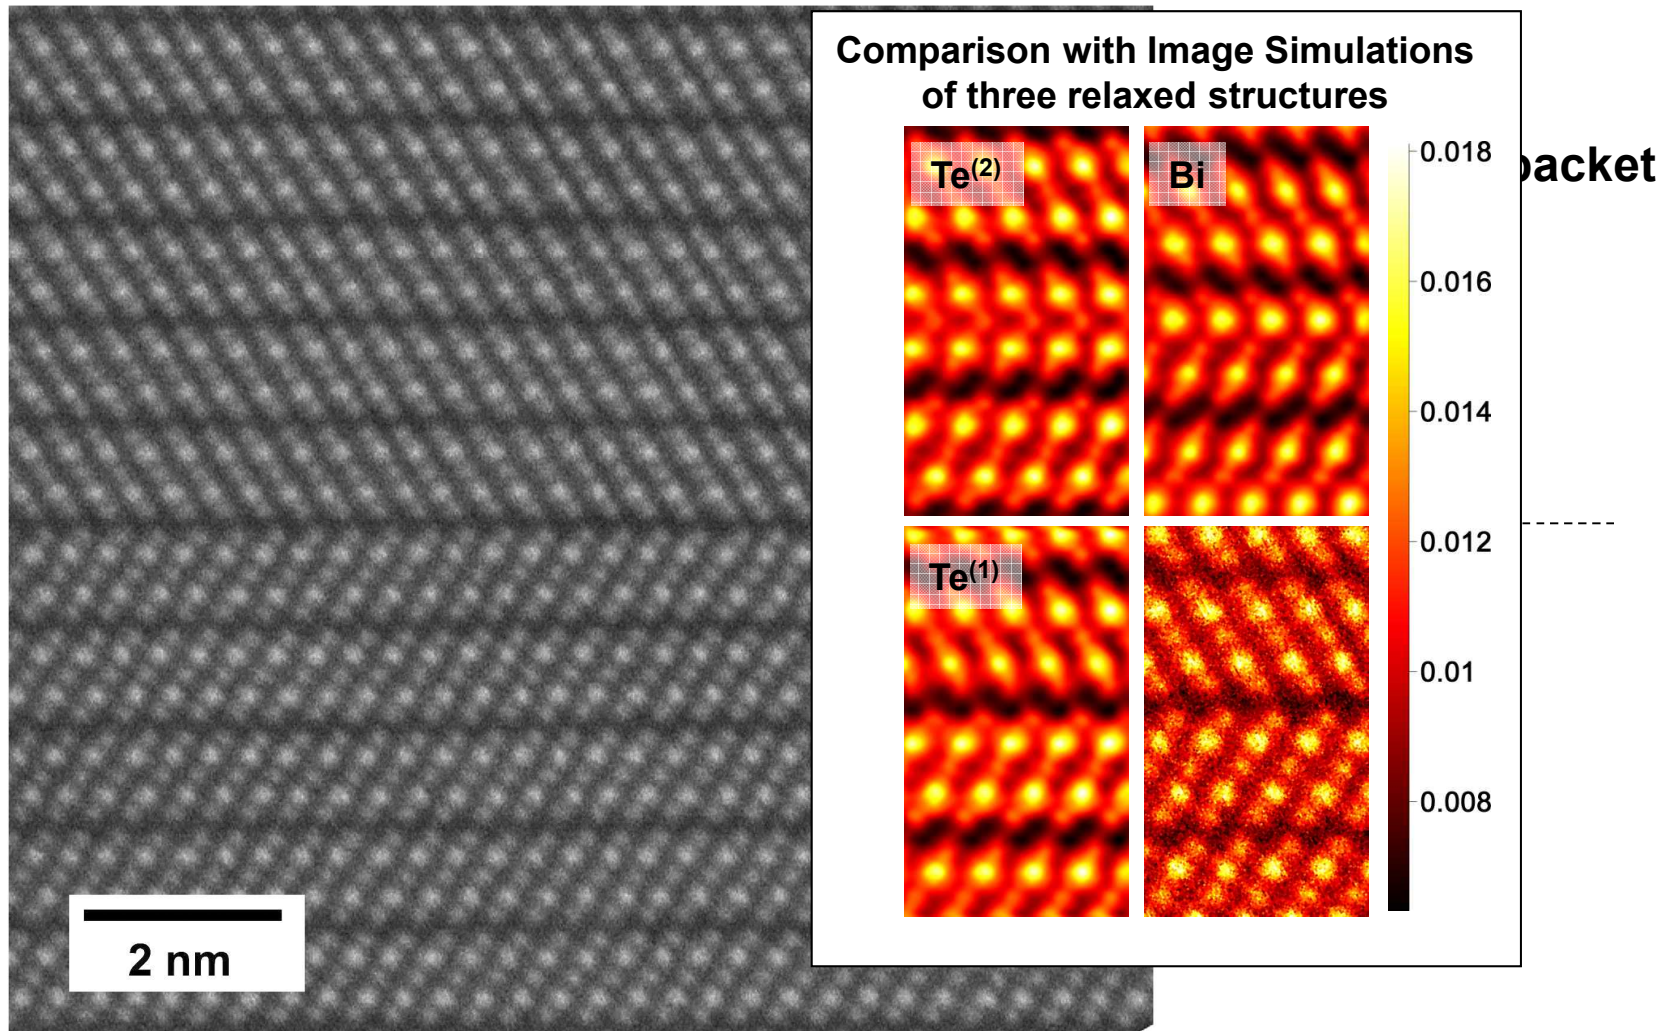 Comparison with Image Simulations
of three relaxed structures
Te(2)
Bi
0.018
0.016
0.014
0.012
0.01
0.008
Te(1)
2 nm